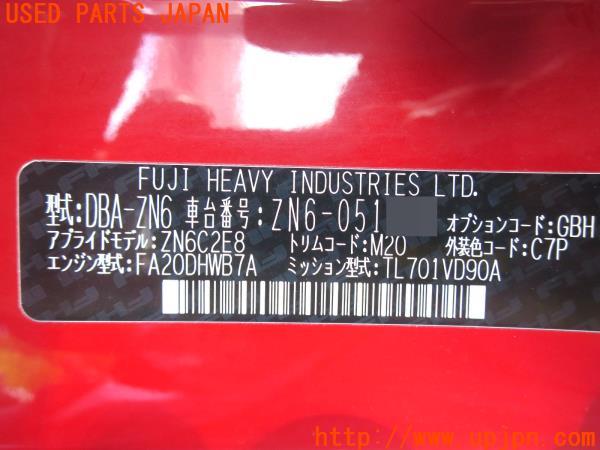 USED PARTS JAPAN
FUJI HEAVY INDUSTRIES LTD.
型式:DBA-ZN6 車台番号:ZN6-051 オプションコード:GBH
アプライドモデル:ZN6C2E8 トリムコード:M20 外装色コード:C7P
エンジン型式:FA20DHWB7A ミッション型式:TL701VD90A
http://www.upjpn.com/